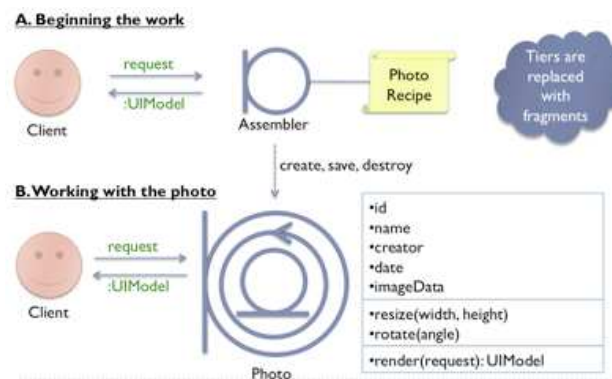 A. Beginning the work
request
:UIModel
Client
Assembler
Photo
Recipe
Tiers are
replaced
with
fragments
create, save, destroy
B. Working with the photo
request
:UIModel
Client
Photo
•id
•name
•creator
•date
•imageData
•resize(width, height)
•rotate(angle)
•render(request): UIModel